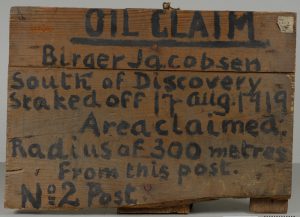 OIL CLAIM
Birger Jacobsen
South of Discovery
Staked off 17 Aug. 1919
Area claimed.
Radius of 300 metres
From this post.
No 2 Post.